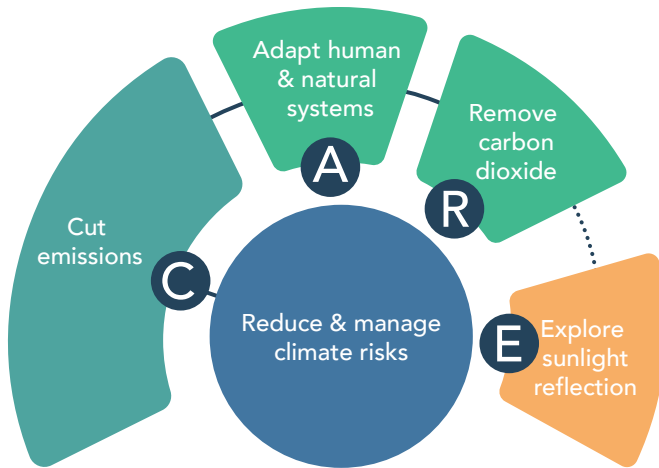 Cut
emissions
C
Adapt human
& natural
systems
A
Remove
carbon
dioxide
R
Explore
sunlight
reflection
E
Reduce & manage
climate risks